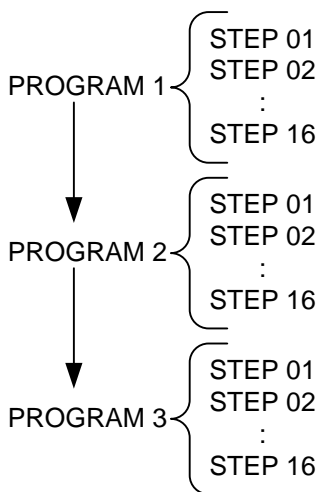 STEP 01
STEP 02
PROGRAM 1
:
STEP 16
STEP 01
STEP 02
PROGRAM 2
:
STEP 16
STEP 01
STEP 02
PROGRAM 3
:
STEP 16